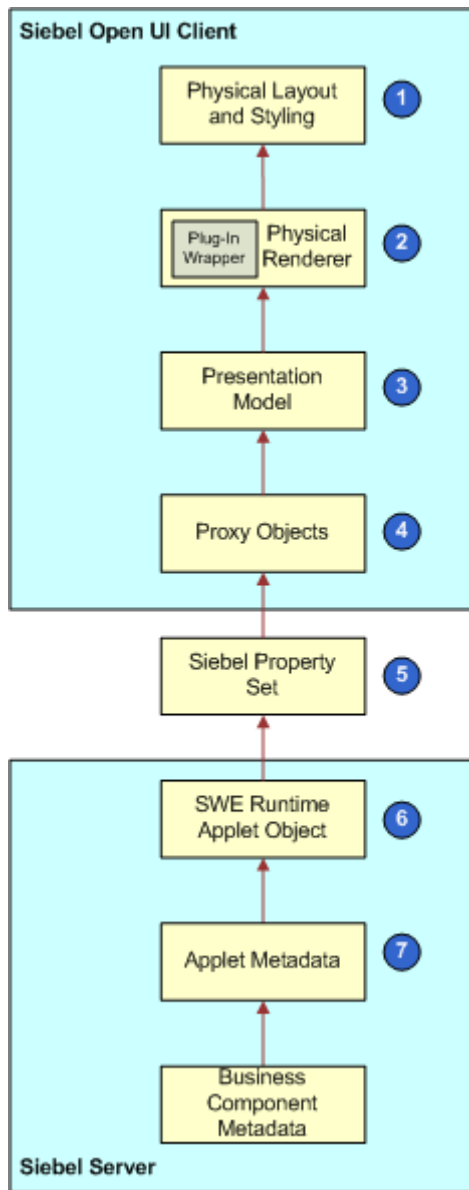 Siebel Open UI Client
Physical Layout
and Styling
1
Plug-In
Wrapper
Physical
Renderer
2
Presentation
Model
3
Proxy Objects
4
Siebel Property
Set
5
SWE Runtime
Applet Object
6
Applet Metadata
7
Business
Component
Metadata
Siebel Server